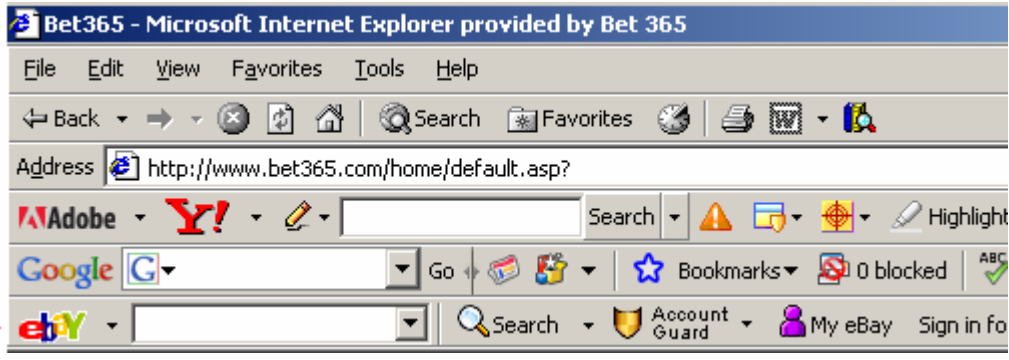 Bet365 - Microsoft Internet Explorer provided by Bet 365
File Edit View Favorites Tools Help
Back Search Favorites W
Address http://www.bet365.com/home/default.asp?
Adobe Y! Search Highlight
Google G Go Bookmarks 0 blocked ABC
ebY Search Account Guard My eBay Sign in fo